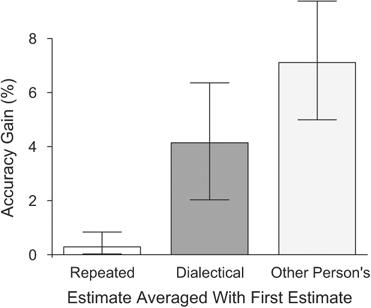 Accuracy Gain (%)
8
6
4
2
0
Repeated Dialectical Other Person's
Estimate Averaged With First Estimate